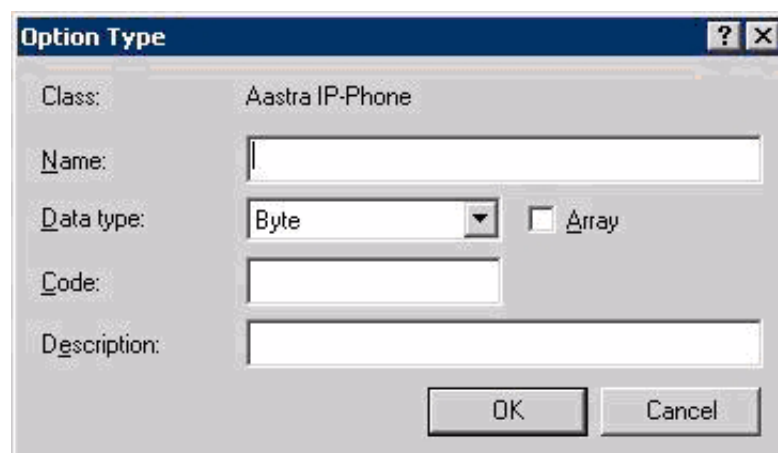 Option Type
Class: Aastra IP-Phone
Name:
Data type: Byte Array
Code:
Description:
OK Cancel